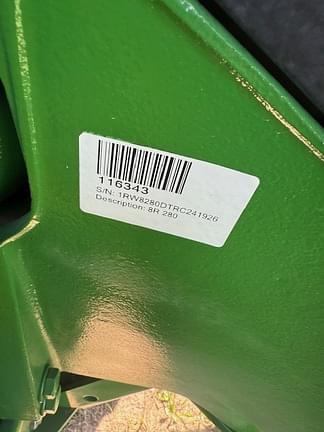 116343
S/N: 1RW8280DTRC241926
Description: 8R 280